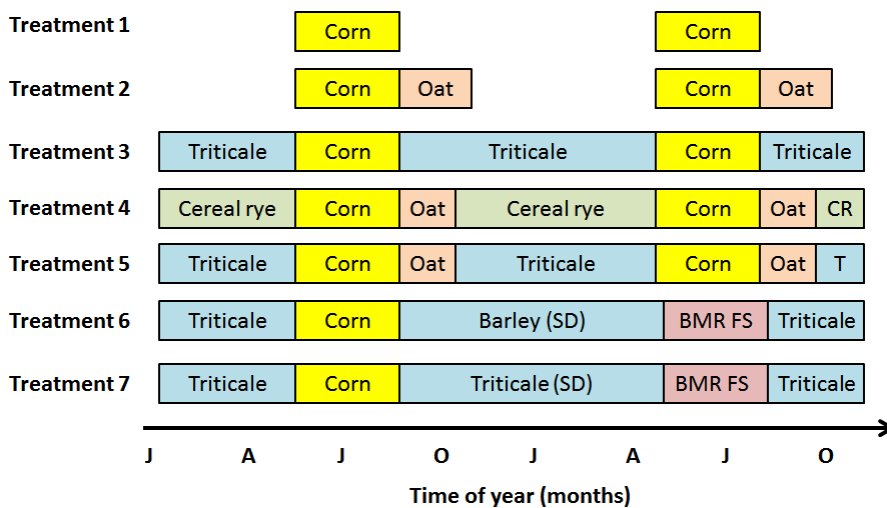 Treatment 1 Corn Corn
Treatment 2 Corn Oat Corn Oat
Treatment 3 Triticale Corn Triticale Corn Triticale
Treatment 4 Cereal rye Corn Oat Cereal rye Corn Oat CR
Treatment 5 Triticale Corn Oat Triticale Corn Oat T
Treatment 6 Triticale Corn Barley (SD) BMR FS Triticale
Treatment 7 Triticale Corn Triticale (SD) BMR FS Triticale
J A J O J A J O
Time of year (months)